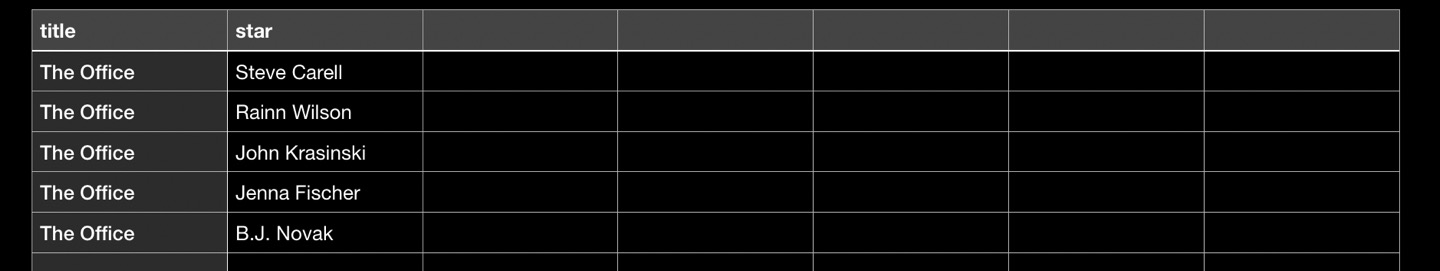 title star
The Office Steve Carell
The Office Rainn Wilson
The Office John Krasinski
The Office Jenna Fischer
The Office B.J. Novak